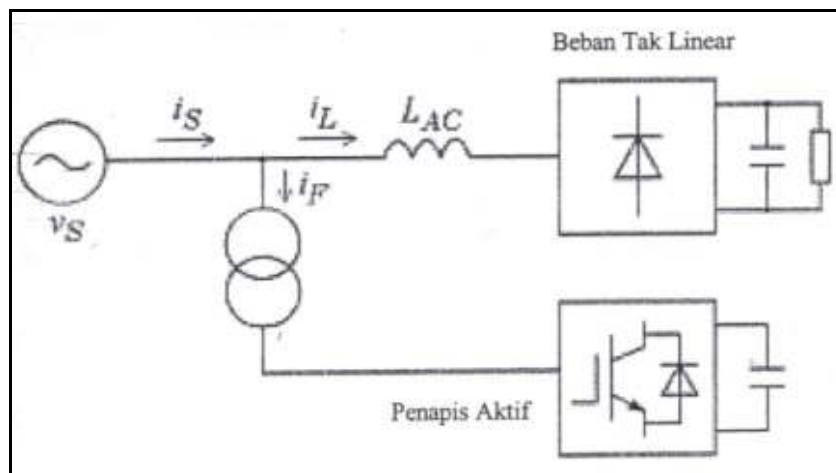 Beban Tak Linear
i_S
i_L
L_AC
i_F
v_S
Penapis Aktif